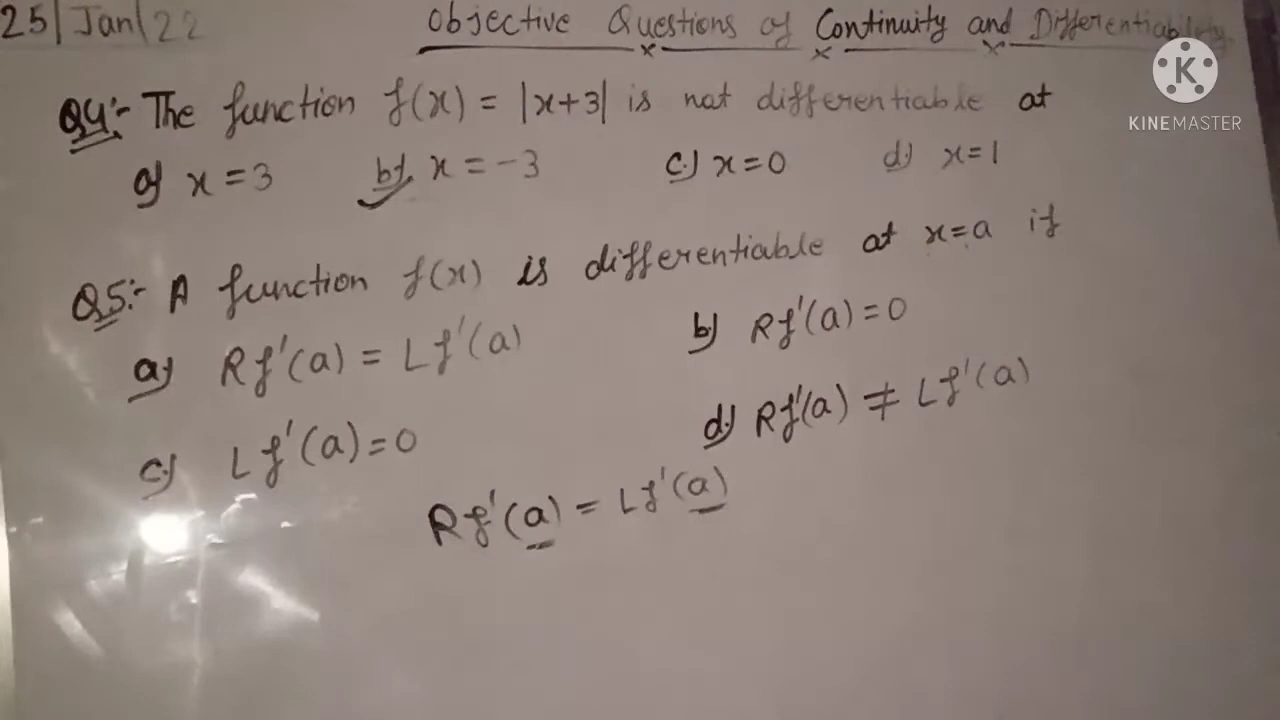 25/Jan/22
Objective Questions of Continuity and Differentiability
K
KINEMASTER
Q4:- The function f(x) = |x+3| is not differentiable at
a) x = 3 b) x = -3 c) x = 0 d) x = 1
Q5:- A function f(x) is differentiable at x=a if
a) Rf'(a) = Lf'(a) b) Rf'(a) = 0
c) Lf'(a) = 0 d) Rf'(a) ≠ Lf'(a)
Rf'(a) = Lf'(a)